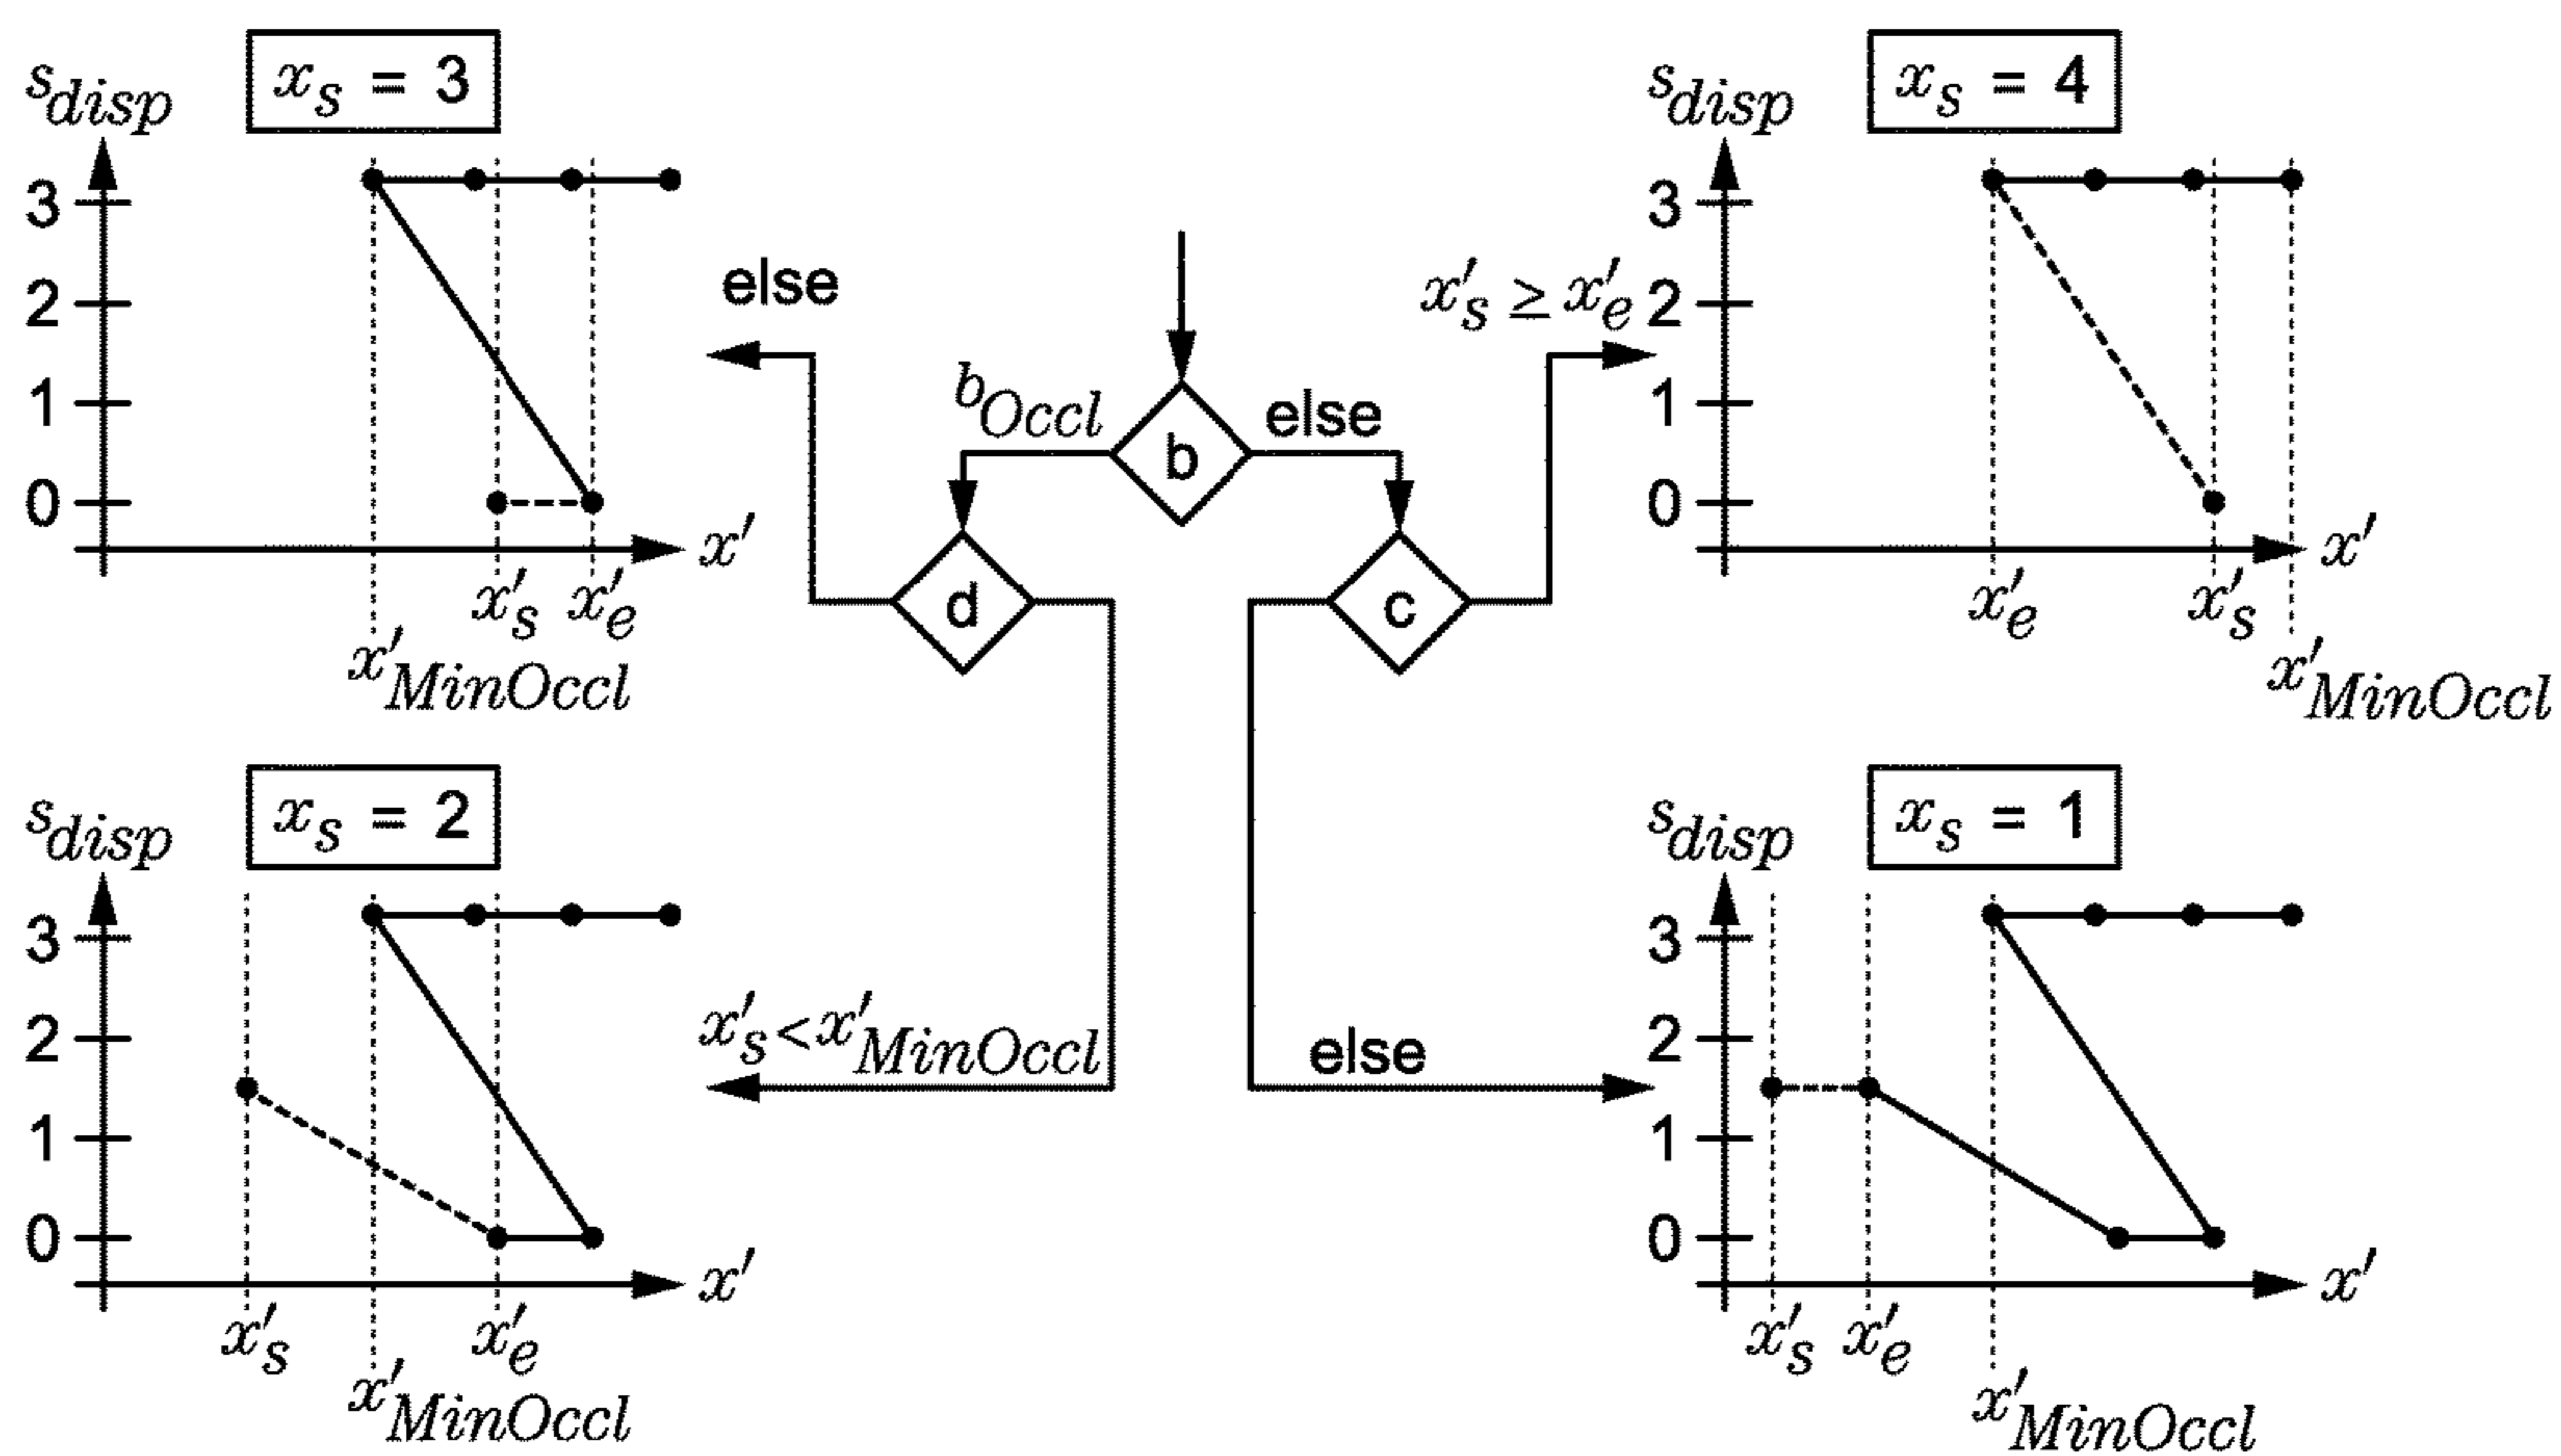 x_s = 3
s_disp
3
2
1
0
x'
x'_s x'_e
x'_MinOccl
else
b_Occl
b
else
d
c
x'_s ≥ x'_e
x_s = 4
s_disp
3
2
1
0
x'
x'_e x'_s
x'_MinOccl
x_s = 2
s_disp
3
2
1
0
x'
x'_s x'_e
x'_MinOccl
x'_s < x'_MinOccl
else
x_s = 1
s_disp
3
2
1
0
x'
x'_s x'_e
x'_MinOccl